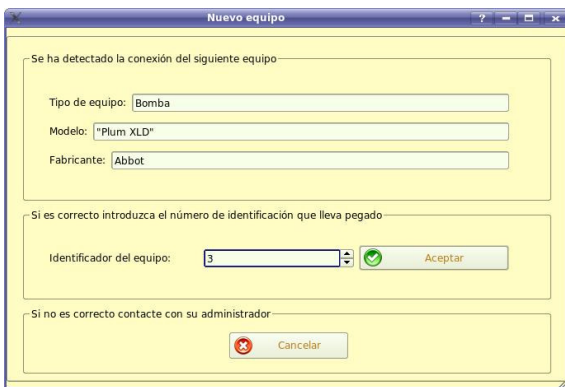 Nuevo equipo
Se ha detectado la conexión del siguiente equipo
Tipo de equipo: Bomba
Modelo: "Plum XLD"
Fabricante: Abbot
Si es correcto introduzca el número de identificación que lleva pegado
Identificador del equipo: 3 Aceptar
Si no es correcto contacte con su administrador
Cancelar